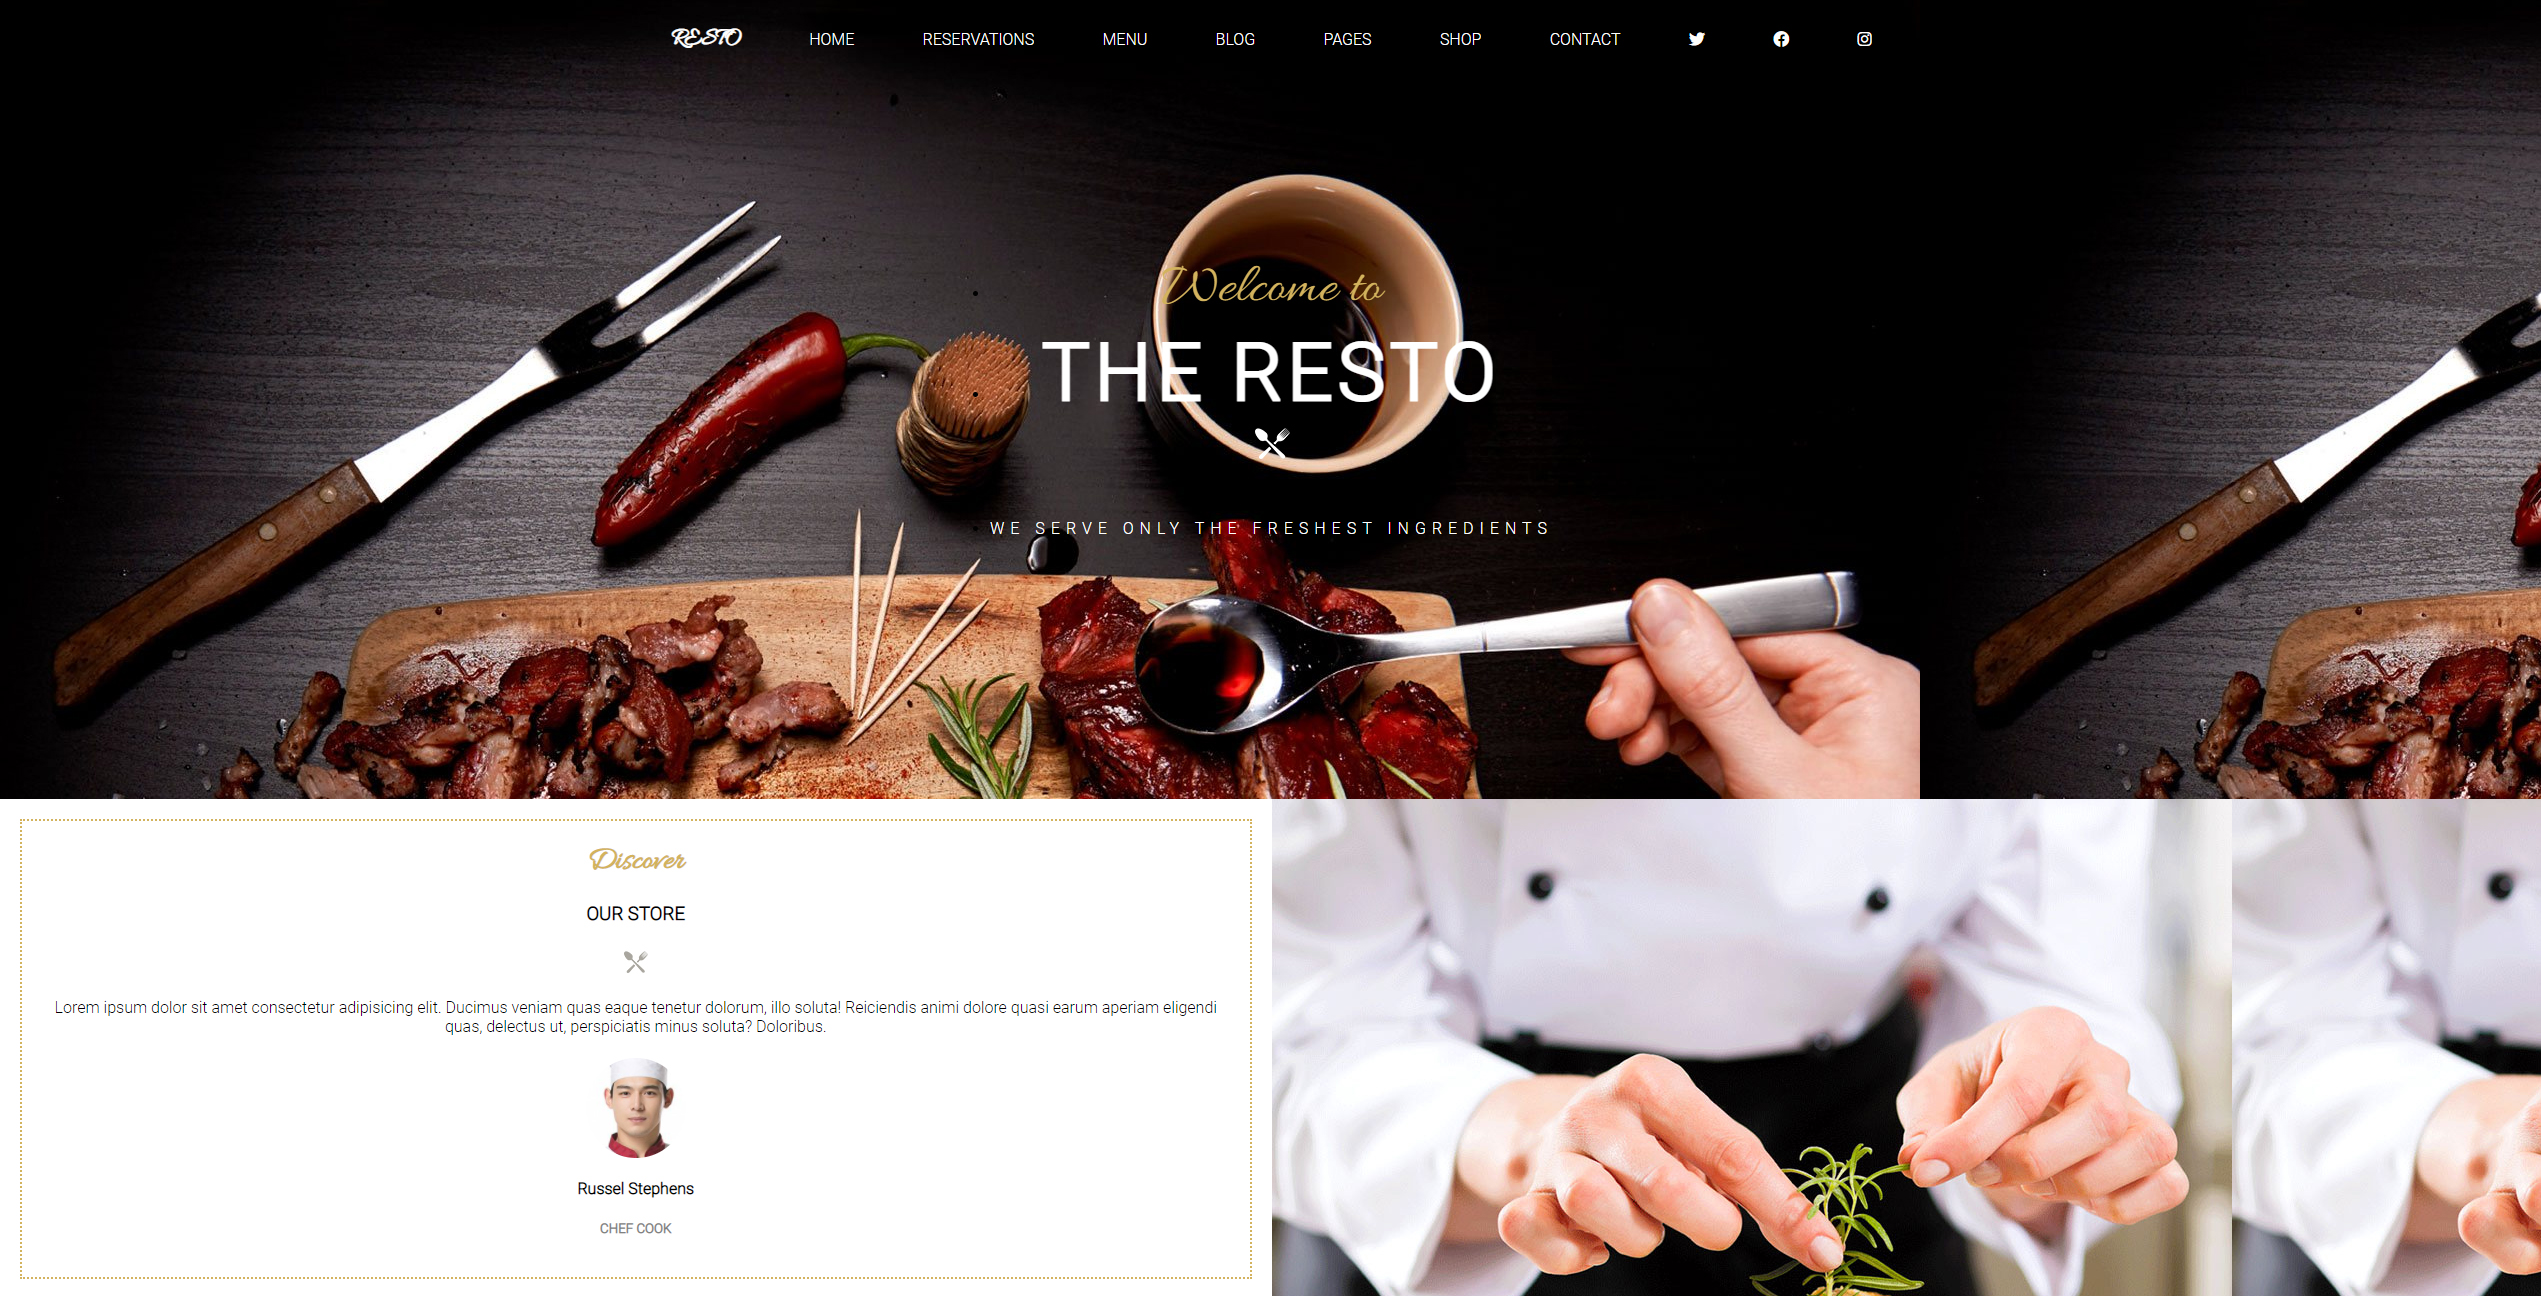 RESTO HOME RESERVATIONS MENU BLOG PAGES SHOP CONTACT
Welcome to
THE RESTO
WE SERVE ONLY THE FRESHEST INGREDIENTS
Discover
OUR STORE
Lorem ipsum dolor sit amet consectetur adipisicing elit. Ducimus veniam quas eaque tenetur dolorum, illo soluta! Reiciendis animi dolore quasi earum aperiam eligendi
quas, delectus ut, perspiciatis minus soluta? Doloribus.
Russel Stephens
CHEF COOK